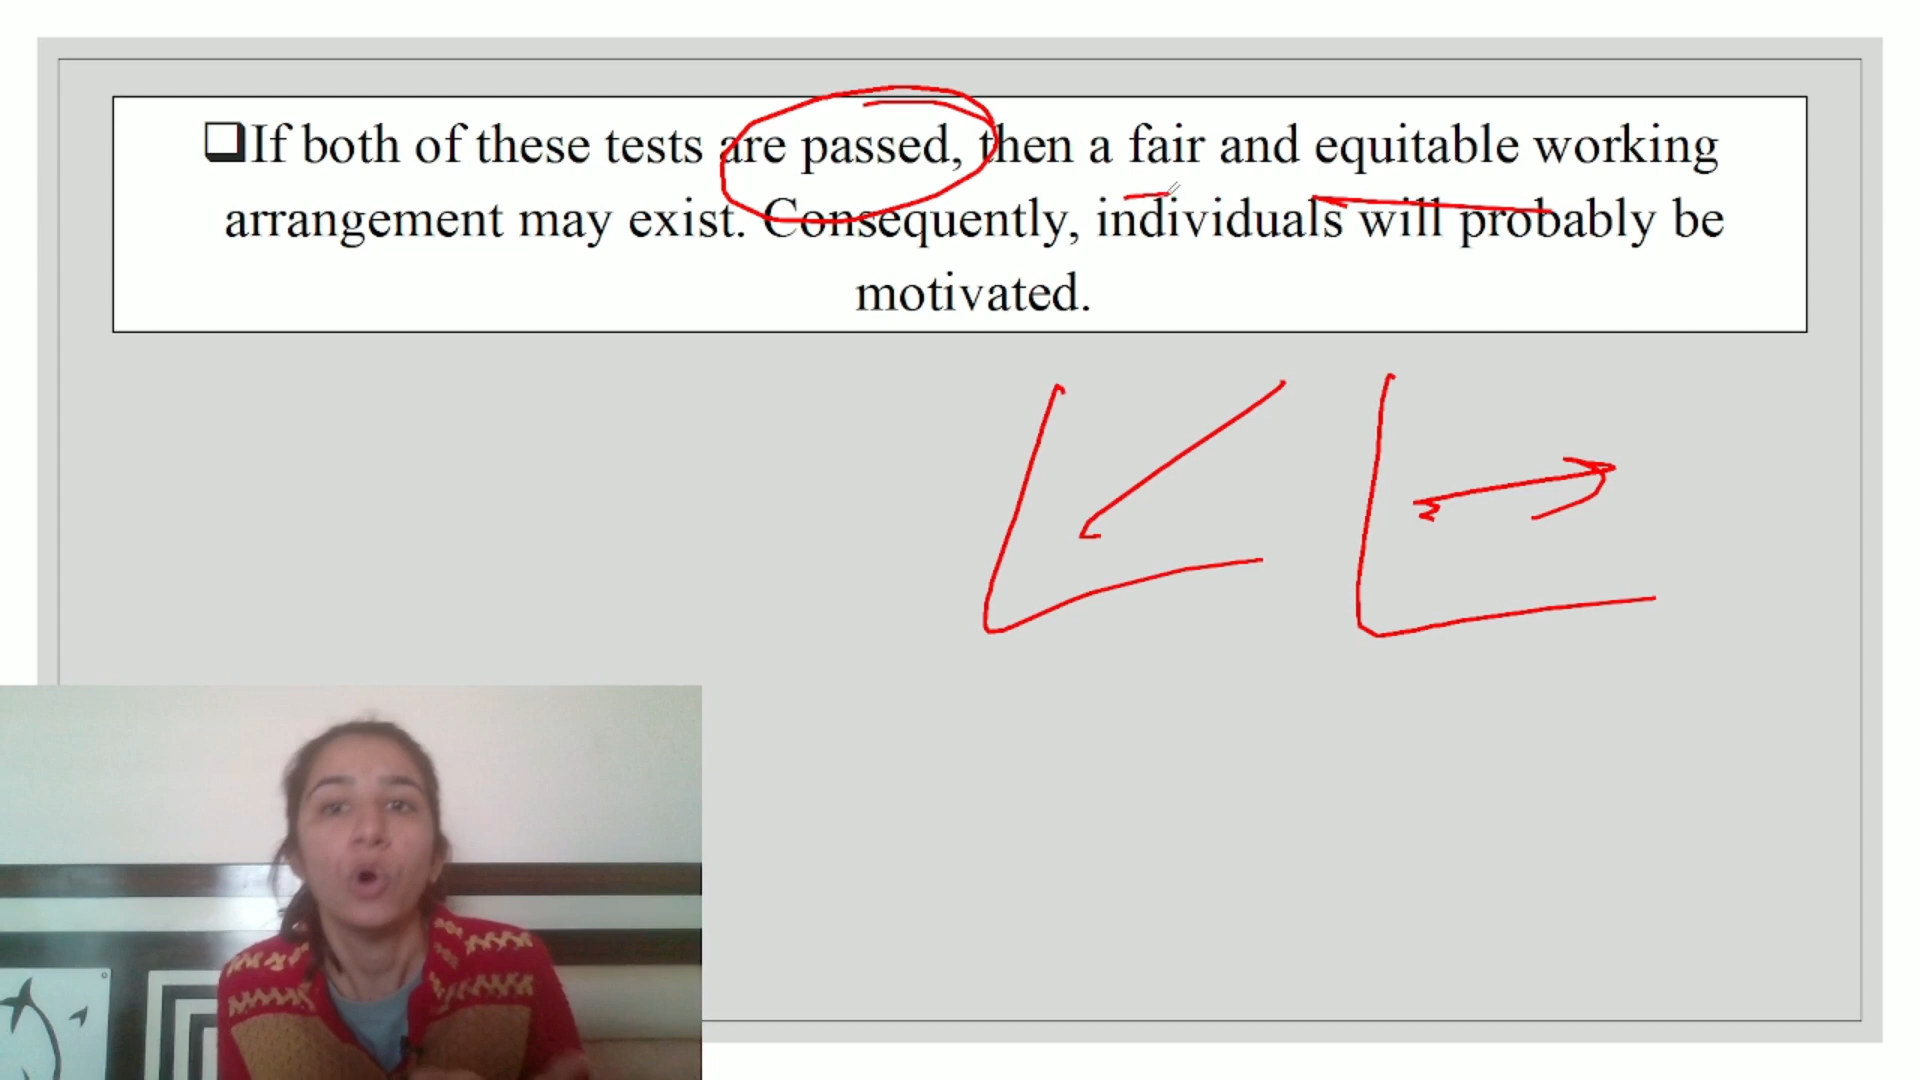 ❑If both of these tests are passed, then a fair and equitable working
arrangement may exist. Consequently, individuals will probably be
motivated.